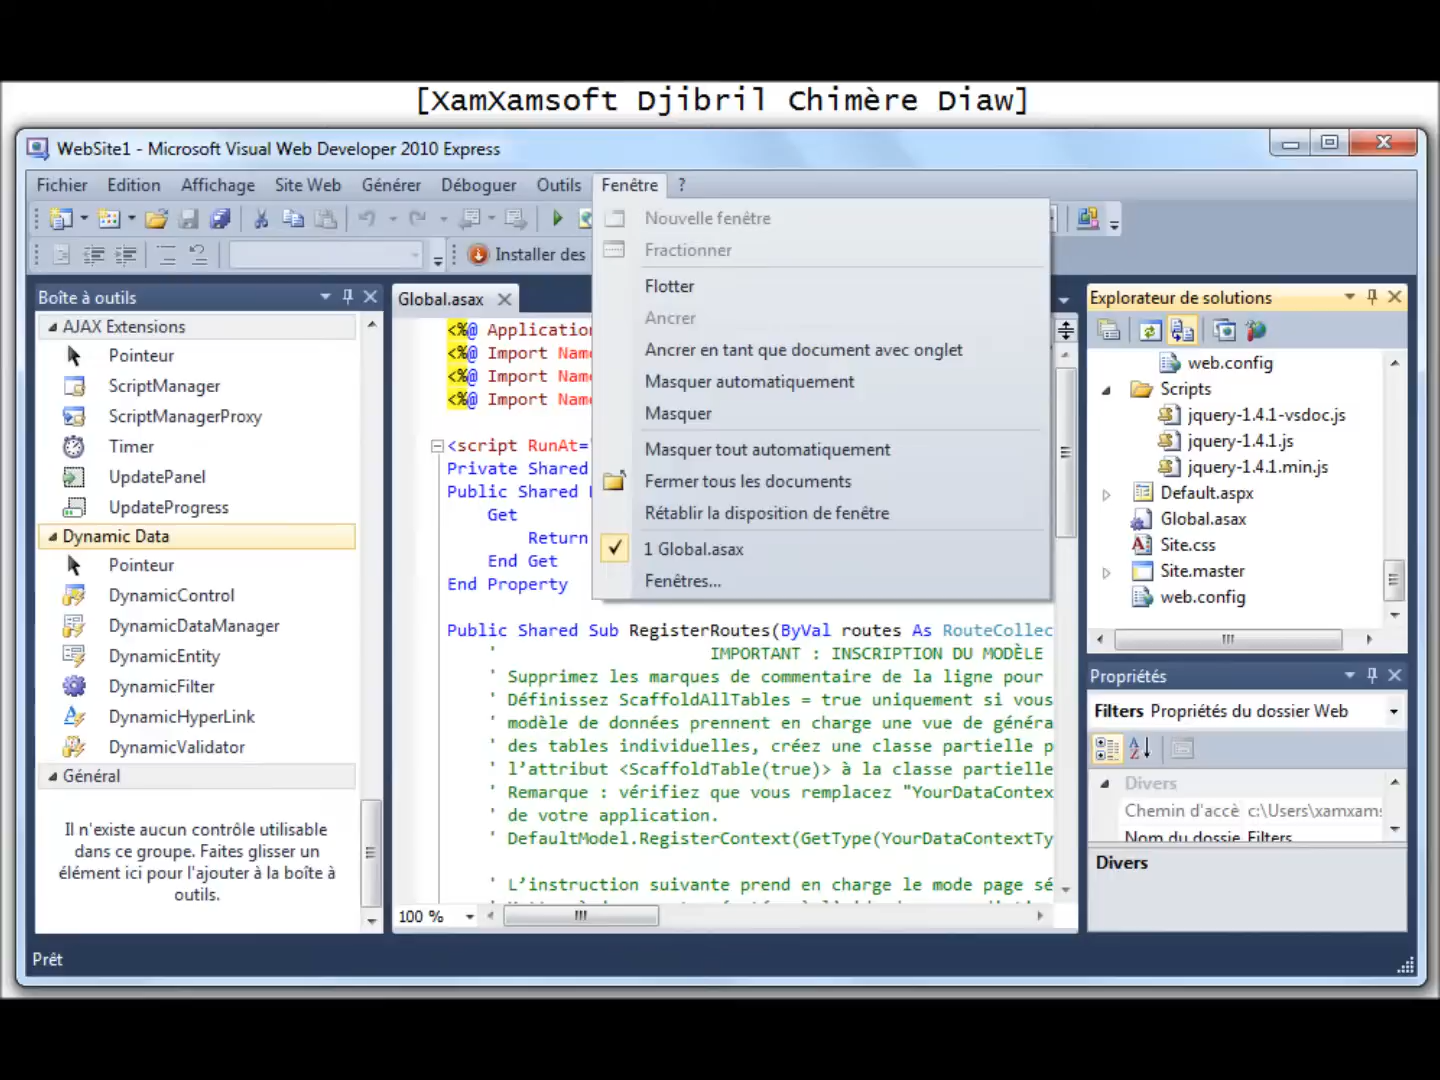 [XamXamsoft Djibril Chimère Diaw]
WebSite1 - Microsoft Visual Web Developer 2010 Express
Fichier Edition Affichage Site Web Générer Déboguer Outils Fenêtre ?
Installer des
Nouvelle fenêtre
Fractionner
Flotter
Ancrer
Ancrer en tant que document avec onglet
Masquer automatiquement
Masquer
Masquer tout automatiquement
Fermer tous les documents
Rétablir la disposition de fenêtre
1 Global.asax
Fenêtres...
Boîte à outils
AJAX Extensions
Pointeur
ScriptManager
ScriptManagerProxy
Timer
UpdatePanel
UpdateProgress
Dynamic Data
Pointeur
DynamicControl
DynamicDataManager
DynamicEntity
DynamicFilter
DynamicHyperLink
DynamicValidator
Général
Il n'existe aucun contrôle utilisable
dans ce groupe. Faites glisser un
élément ici pour l'ajouter à la boîte à
outils.
Global.asax
<%@ Application
<%@ Import Name
<%@ Import Name
<%@ Import Name
<script RunAt=
Private Shared
Public Shared
Get
Return
End Get
End Property
Public Shared Sub RegisterRoutes(ByVal routes As RouteCollec
' IMPORTANT : INSCRIPTION DU MODÈLE
' Supprimez les marques de commentaire de la ligne pour
' Définissez ScaffoldAllTables = true uniquement si vous
' modèle de données prennent en charge une vue de généra
' des tables individuelles, créez une classe partielle p
' l'attribut <ScaffoldTable(true)> à la classe partielle
' Remarque : vérifiez que vous remplacez "YourDataContex
' de votre application.
' DefaultModel.RegisterContext(GetType(YourDataContextTy
' L'instruction suivante prend en charge le mode page sé
100 %
Explorateur de solutions
web.config
Scripts
jquery-1.4.1-vsdoc.js
jquery-1.4.1.js
jquery-1.4.1.min.js
Default.aspx
Global.asax
Site.css
Site.master
web.config
Propriétés
Filters Propriétés du dossier Web
Divers
Chemin d'accè c:\Users\xamxams
Nom du dossie Filters
Divers
Prêt